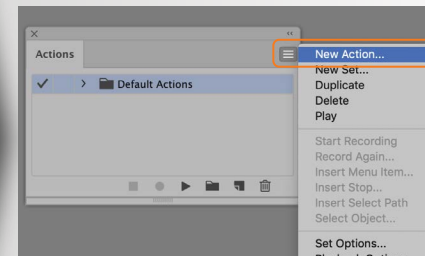 Actions
Default Actions
New Action...
New Set...
Duplicate
Delete
Play
Start Recording
Record Again...
Insert Menu Item...
Insert Stop...
Insert Select Path
Select Object...
Set Options...